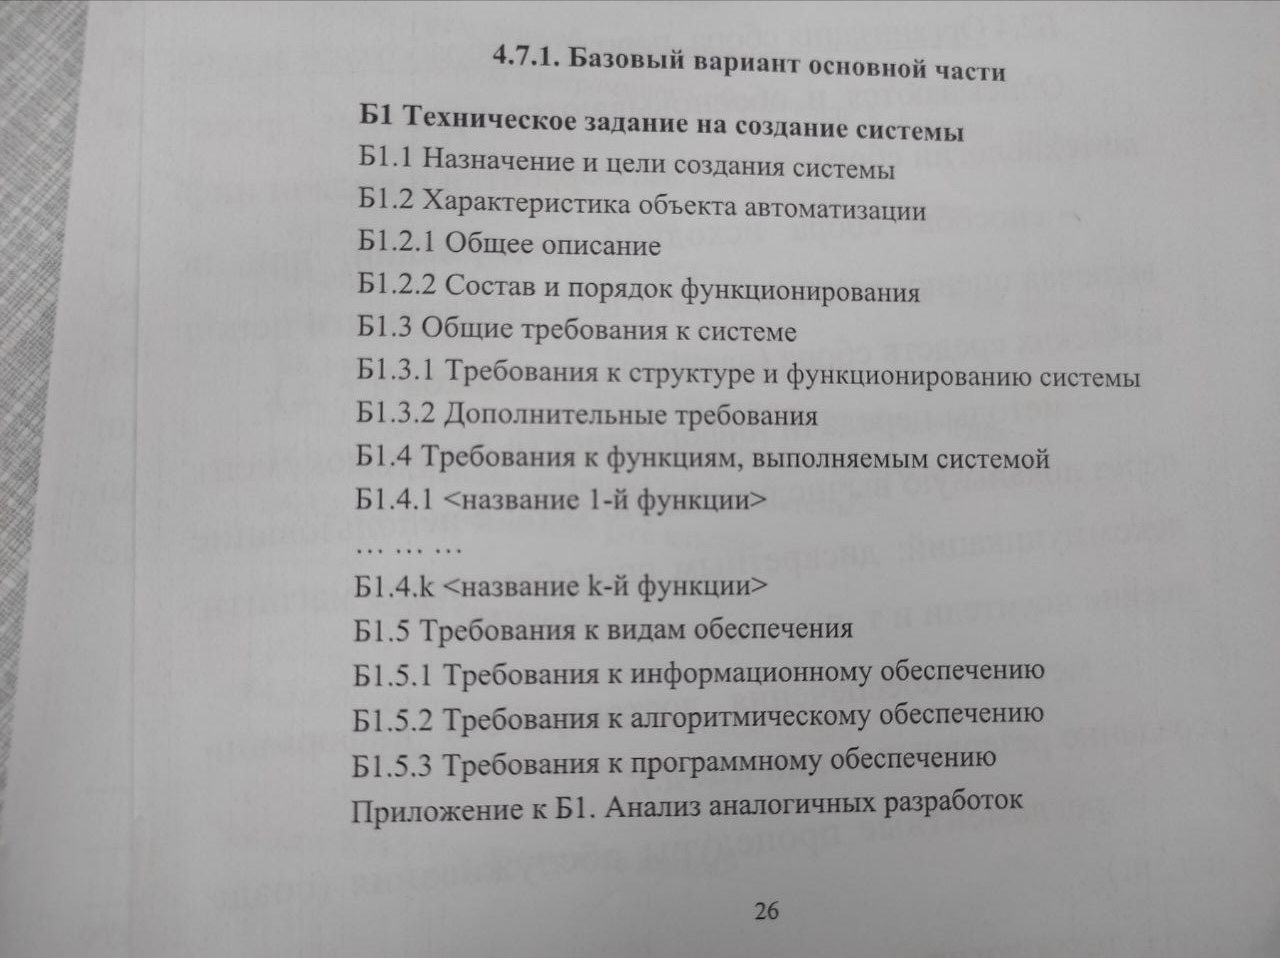 4.7.1. Базовый вариант основной части
Б1 Техническое задание на создание системы
Б1.1 Назначение и цели создания системы
Б1.2 Характеристика объекта автоматизации
Б1.2.1 Общее описание
Б1.2.2 Состав и порядок функционирования
Б1.3 Общие требования к системе
Б1.3.1 Требования к структуре и функционированию системы
Б1.3.2 Дополнительные требования
Б1.4 Требования к функциям, выполняемым системой
Б1.4.1 <название 1-й функции>
... ... ...
Б1.4.k <название k-й функции>
Б1.5 Требования к видам обеспечения
Б1.5.1 Требования к информационному обеспечению
Б1.5.2 Требования к алгоритмическому обеспечению
Б1.5.3 Требования к программному обеспечению
Приложение к Б1. Анализ аналогичных разработок
26